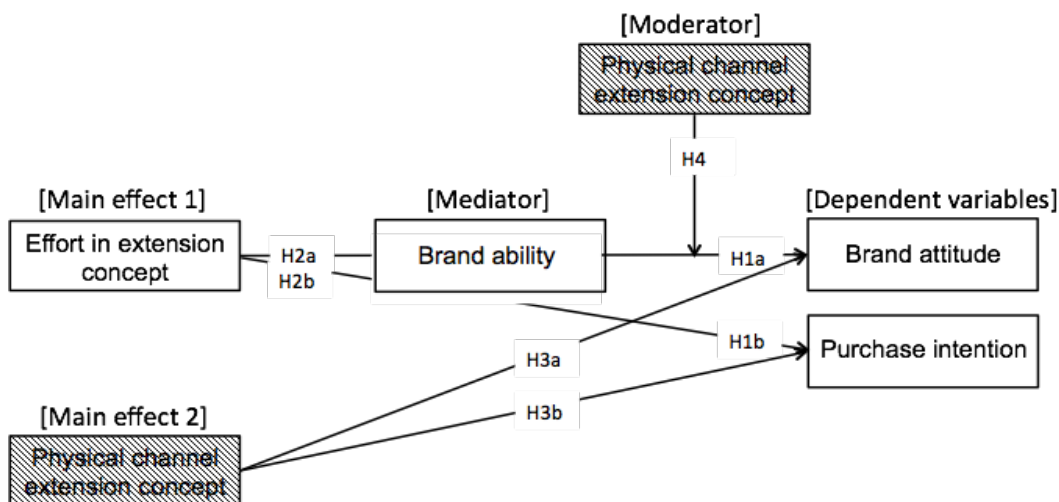 [Moderator]
Physical channel
extension concept
H4
[Main effect 1]
[Mediator]
[Dependent variables]
Effort in extension
concept
H2a
H2b
Brand ability
H1a
Brand attitude
H1b
Purchase intention
H3a
H3b
[Main effect 2]
Physical channel
extension concept